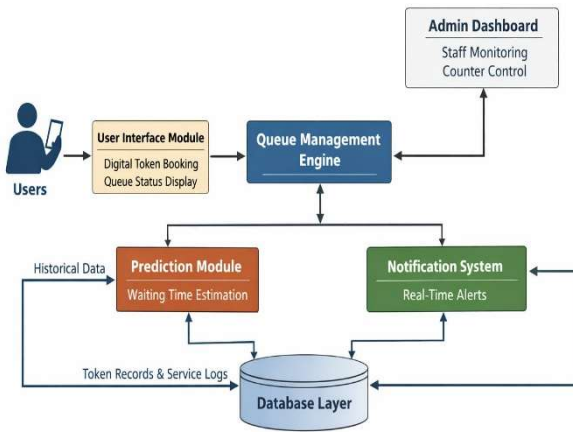 Admin Dashboard
Staff Monitoring
Counter Control
User Interface Module
Digital Token Booking
Queue Status Display
Queue Management
Engine
Users
Historical Data
Prediction Module
Waiting Time Estimation
Notification System
Real-Time Alerts
Token Records & Service Logs
Database Layer